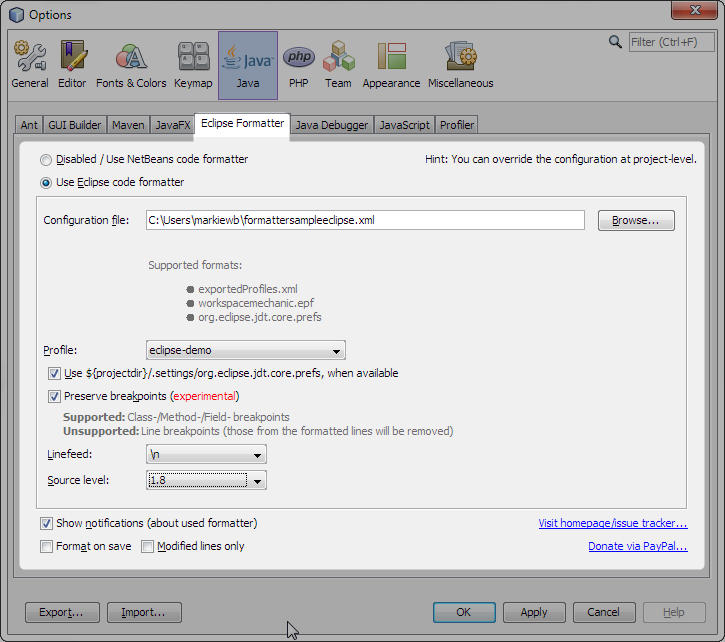 Options
Filter (Ctrl+F)
Java
php
General Editor Fonts & Colors Keymap Java PHP Team Appearance Miscellaneous
Ant GUI Builder Maven JavaFX Eclipse Formatter Java Debugger JavaScript Profiler
Disabled / Use NetBeans code formatter Hint: You can override the configuration at project-level.
Use Eclipse code formatter
Configuration file: C:\Users\markiewb\formattersampleeclipse.xml Browse...
Supported formats:
exportedProfiles.xml
workspacemechanic.epf
org.eclipse.jdt.core.prefs
Profile: eclipse-demo
Use ${projectdir}/.settings/org.eclipse.jdt.core.prefs, when available
Preserve breakpoints (experimental)
Supported: Class-/Method-/Field- breakpoints
Unsupported: Line breakpoints (those from the formatted lines will be removed)
Linefeed: \n
Source level: 1.8
Show notifications (about used formatter) Visit homepage/issue tracker...
Format on save Modified lines only Donate via PayPal...
Export... Import... OK Apply Cancel Help